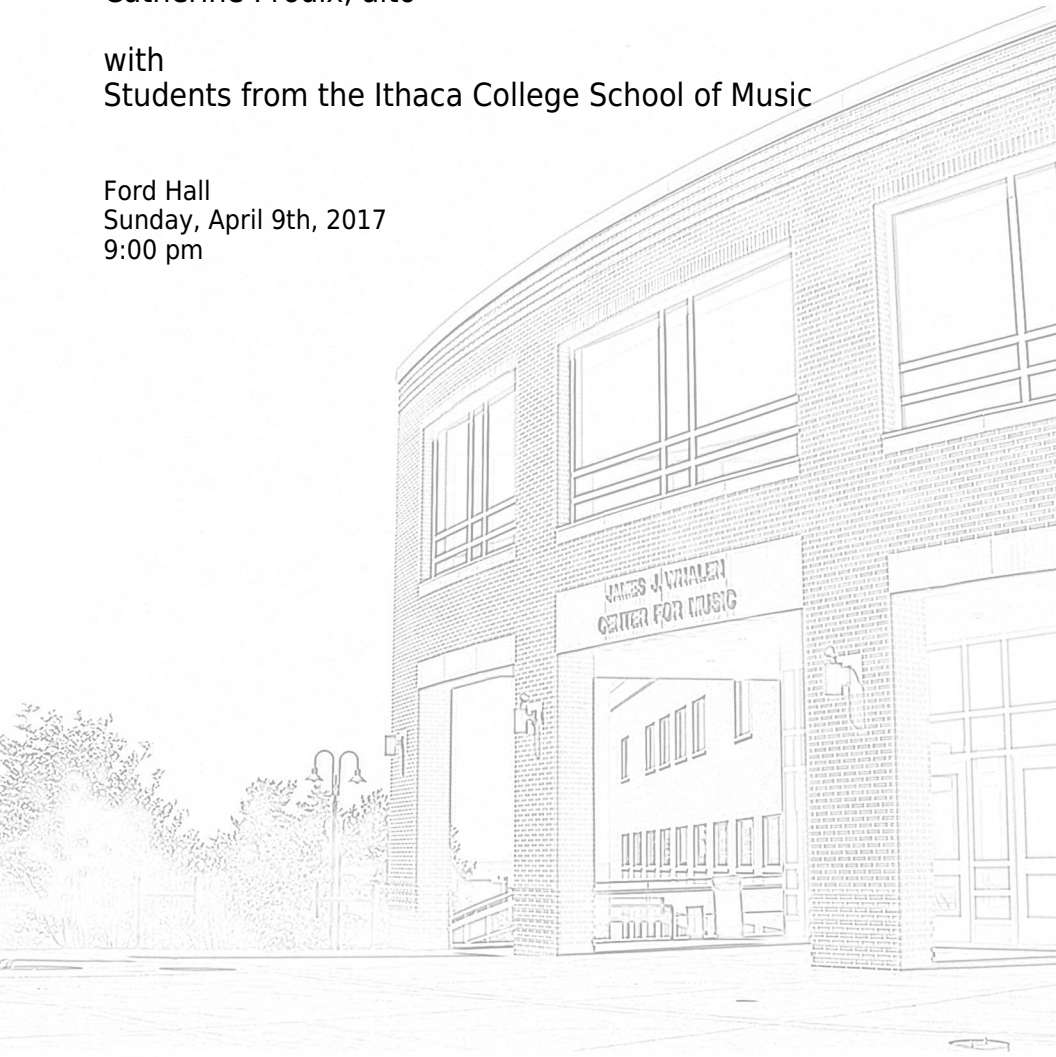 with
Students from the Ithaca College School of Music
Ford Hall
Sunday, April 9th, 2017
9:00 pm
JAMES J. WHALEN
CENTER FOR MUSIC